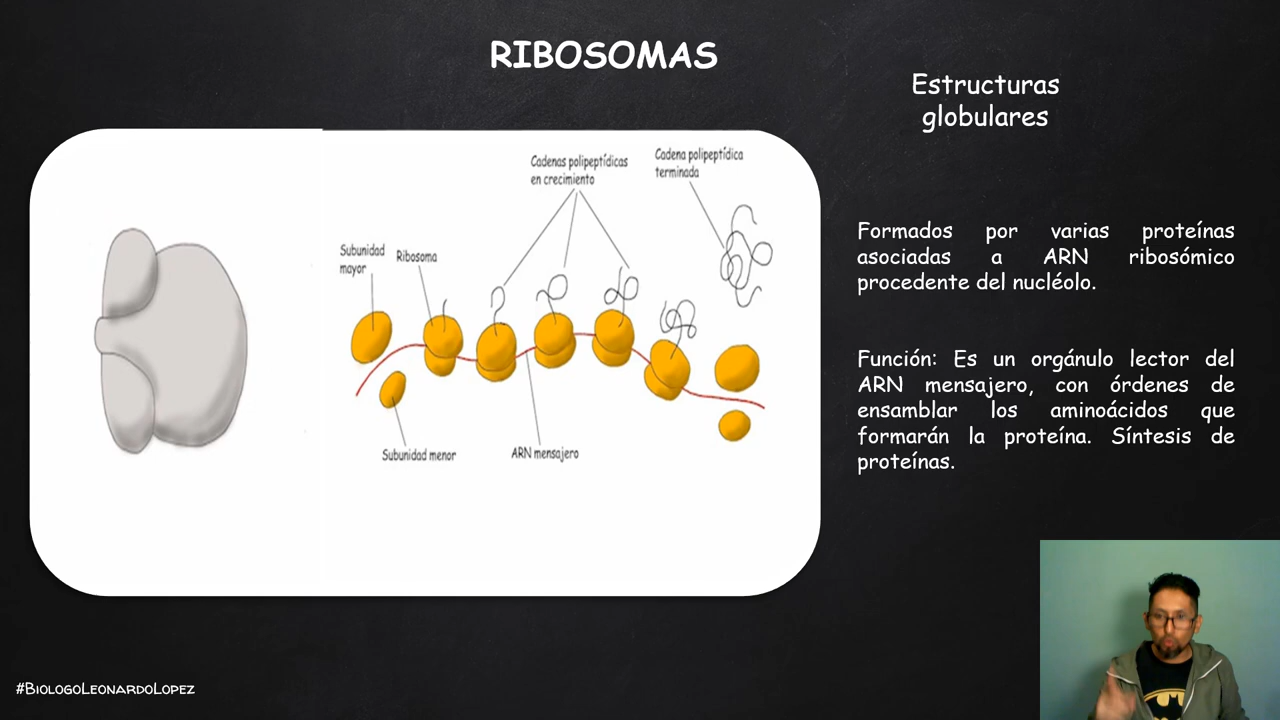 RIBOSOMAS
Estructuras
globulares
Cadenas polipeptídicas
en crecimiento
Cadena polipeptídica
terminada
Subunidad
mayor
Ribosoma
Subunidad menor
ARN mensajero
Formados por varias proteínas
asociadas a ARN ribosómico
procedente del nucléolo.
Función: Es un orgánulo lector del
ARN mensajero, con órdenes de
ensamblar los aminoácidos que
formarán la proteína. Síntesis de
proteínas.
#BiologoLeonardoLopez